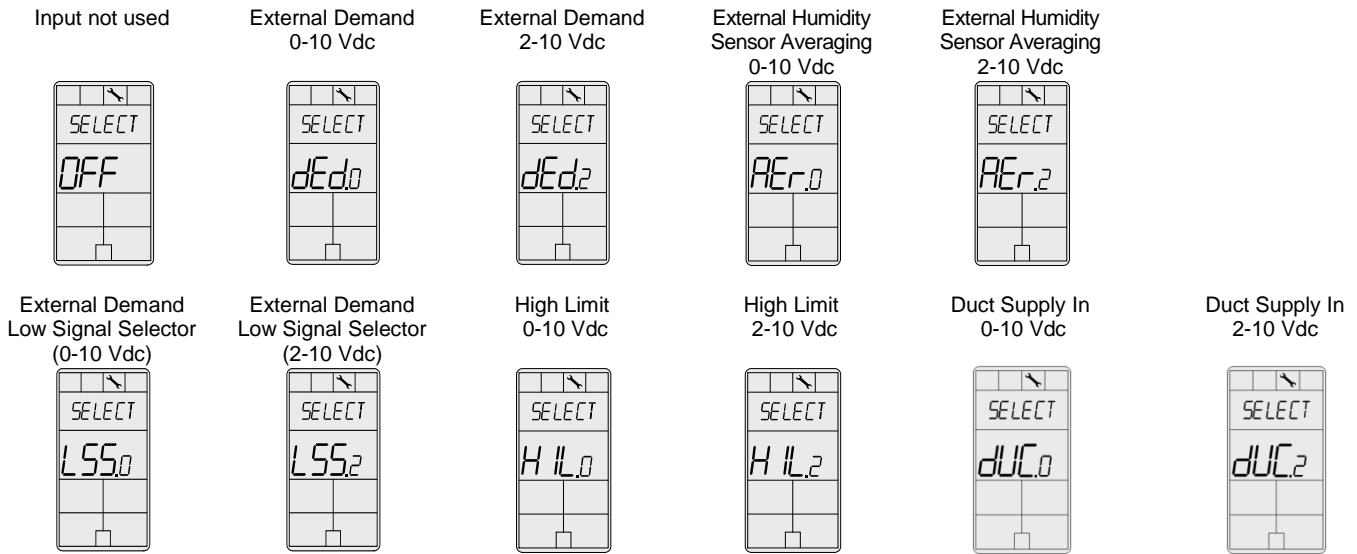 Input not used
External Demand
0-10 Vdc
External Demand
2-10 Vdc
External Humidity
Sensor Averaging
0-10 Vdc
External Humidity
Sensor Averaging
2-10 Vdc
SELECT
OFF
SELECT
dEd.0
SELECT
dEd.2
SELECT
AEr.0
SELECT
AEr.2
External Demand
Low Signal Selector
(0-10 Vdc)
External Demand
Low Signal Selector
(2-10 Vdc)
High Limit
0-10 Vdc
High Limit
2-10 Vdc
Duct Supply In
0-10 Vdc
Duct Supply In
2-10 Vdc
SELECT
LSS.0
SELECT
LSS.2
SELECT
HIL.0
SELECT
HIL.2
SELECT
dUC.0
SELECT
dUC.2